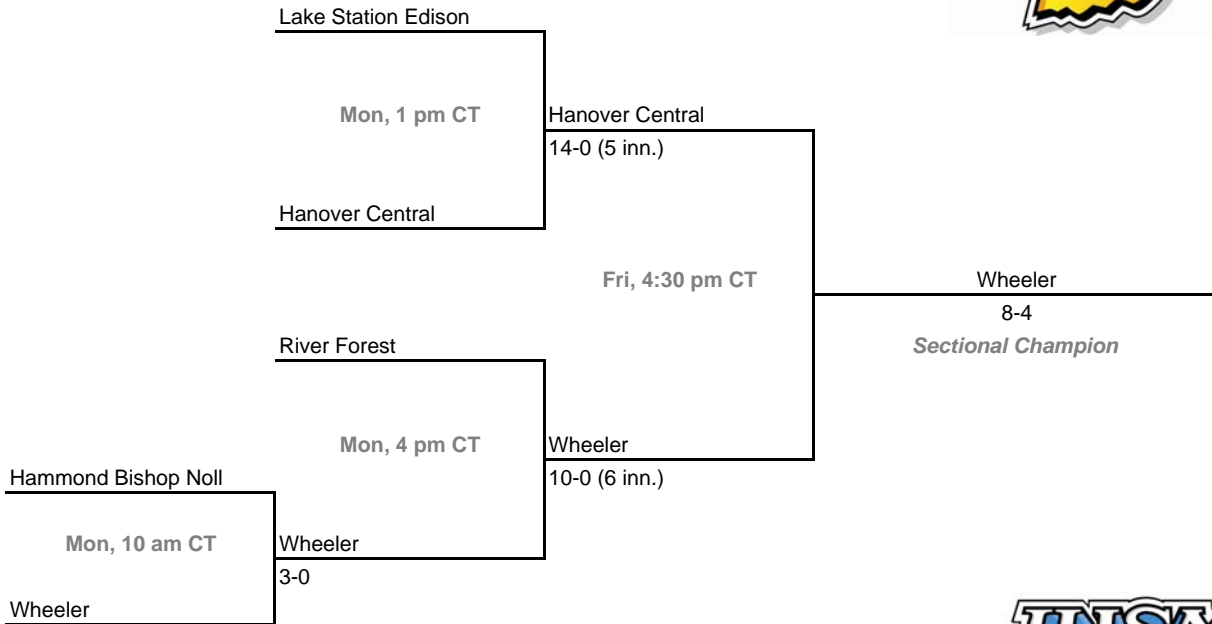 Lake Station Edison
Mon, 1 pm CT
Hanover Central
14-0 (5 inn.)
Hanover Central
Fri, 4:30 pm CT
Wheeler
8-4
Sectional Champion
River Forest
Mon, 4 pm CT
Wheeler
10-0 (6 inn.)
Hammond Bishop Noll
Mon, 10 am CT
Wheeler
3-0
Wheeler